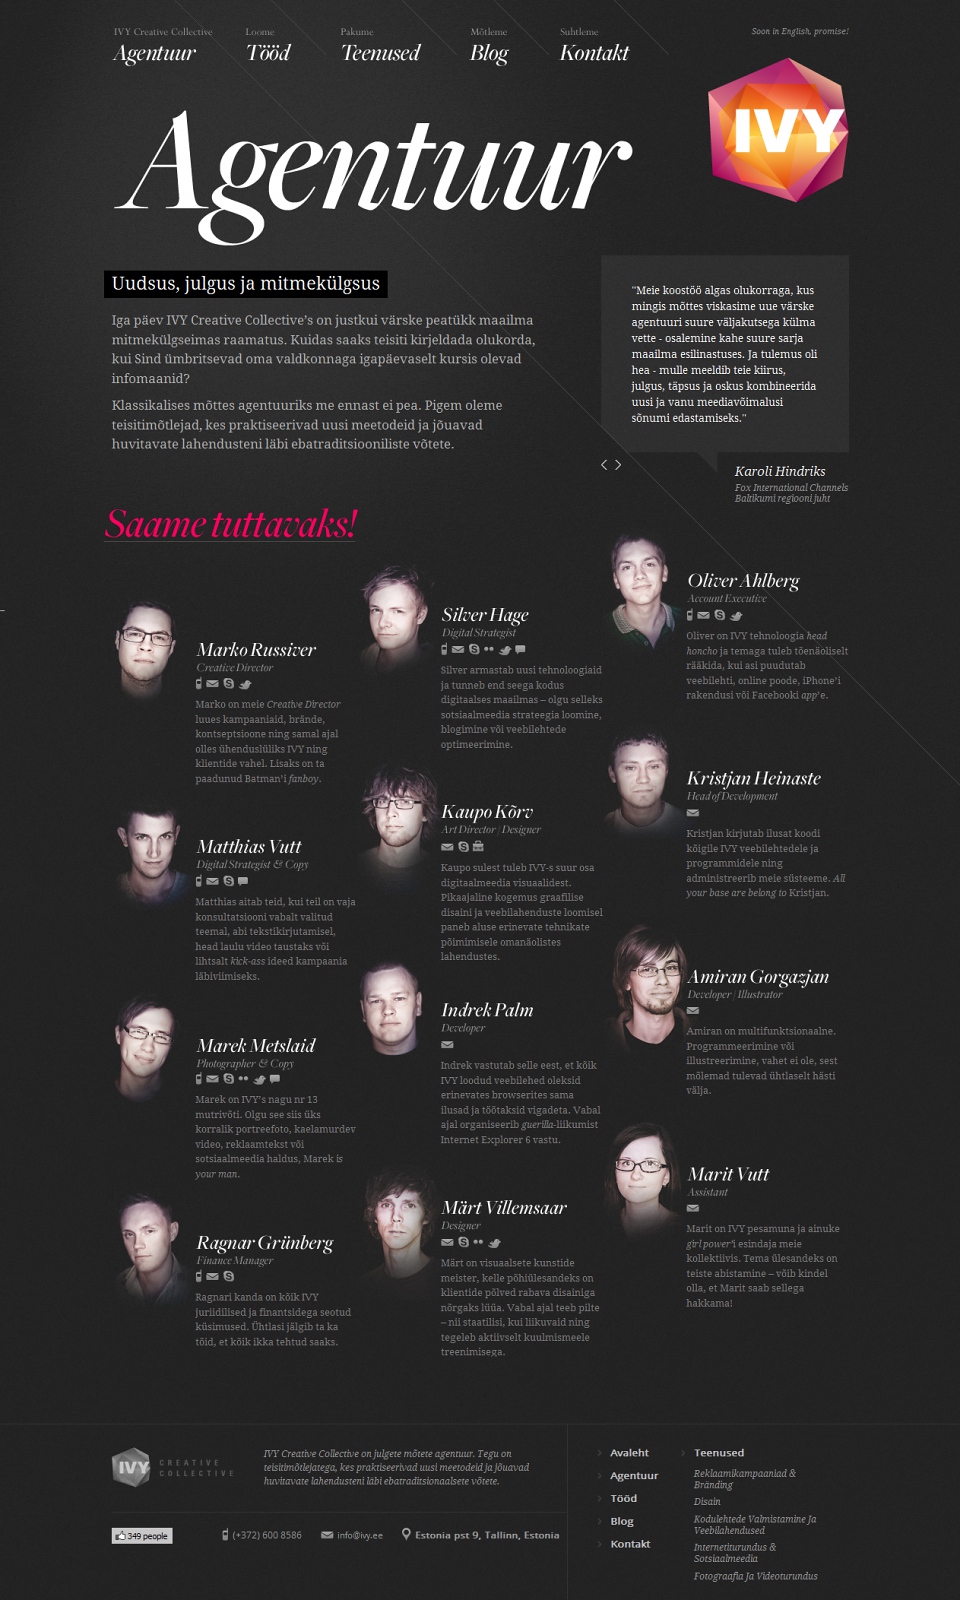 IVY Creative Collective
Agentuur
Loome
Tööd
Pakume
Teenused
Mõtleme
Blog
Suhtleme
Kontakt
Soon in English, promise!
IVY
Agentuur
Uudsus, julgus ja mitmekülgsus
Iga päev IVY Creative Collective's on justkui värske peatükk maailma
mitmekülgseimas raamatus. Kuidas saaks teisiti kirjeldada olukorda,
kui Sind ümbritsevad oma valdkonnaga igapäevaselt kursis olevad
infomaanid?
Klassikalises mõttes agentuuriks me ennast ei pea. Pigem oleme
teisitimõtlejad, kes praktiseerivad uusi meetodeid ja jõuavad
huvitavate lahendusteni läbi ebatraditsiooniliste võtete.
"Meie koostöö algas olukorraga, kus
mingis mõttes viskasime uue värske
agentuuri suure väljakutsega külma
vette - osalemine kahe suure sarja
maailma esilinastuses. Ja tulemus oli
hea - mulle meeldib teie kiirus,
julgus, täpsus ja oskus kombineerida
uusi ja vanu meediavõimalusi
sõnumi edastamiseks."
Karoli Hindriks
Fox International Channels
Baltikumi regiooni juht
Saame tuttavaks!
Marko Russiver
Creative Director
Marko on meie Creative Director
luues kampaaniaid, brände,
kontseptsioone ning samal ajal
olles ühenduslüliks IVY ning
klientide vahel. Lisaks on ta
paadunud Batman'i fanboy.
Matthias Vutt
Digital Strategist & Copy
Matthias aitab teid, kui teil on vaja
konsultatsiooni vabalt valitud
teemal, abi tekstikirjutamisel,
head laulu video taustaks või
lihtsalt kick-ass ideed kampaania
läbiviimiseks.
Marek Metslaid
Photographer & Copy
Marek on IVY's nagu nr 13
mutrivõti. Olgu see siis üks
korralik portreefoto, kaelamurdev
video, reklaamtekst või
sotsiaalmeedia haldus, Marek is
your man.
Ragnar Grünberg
Finance Manager
Ragnari kanda on kõik IVY
juriidilised ja finantsidega seotud
küsimused. Ühtlasi jälgib ta ka
töid, et kõik ikka tehtud saaks.
Silver Hage
Digital Strategist
Silver armastab uusi tehnoloogiaid
ja tunneb end seega kodus
digitaalses maailmas – olgu selleks
sotsiaalmeedia strateegia loomine,
blogimine või veebilehtede
optimeerimine.
Kaupo Kõrv
Art Director | Designer
Kaupo sulest tuleb IVY-s suur osa
digitaalmeedia visuaalidest.
Pikaajaline kogemus graafilise
disaini ja veebilahenduste loomisel
paneb aluse erinevate tehnikate
põimimisele omanäolistes
lahendustes.
Indrek Palm
Developer
Indrek vastutab selle eest, et kõik
IVY loodud veebilehed oleksid
erinevates browserites sama
ilusad ja töötaksid vigadeta. Vabal
ajal organiseerib guerilla-liikumist
Internet Explorer 6 vastu.
Märt Villemsaar
Designer
Märt on visuaalsete kunstide
meister, kelle põhiülesandeks on
klientide põlved rabava disainiga
nõrgaks lüüa. Vabal ajal teeb pilte
– nii staatilisi, kui liikuvaid ning
tegeleb aktiivselt kuulmismeele
treenimisega.
Oliver Ahlberg
Account Executive
Oliver on IVY tehnoloogia head
honcho ja temaga tuleb tõenäoliselt
rääkida, kui asi puudutab
veebilehti, online poode, iPhone'i
rakendusi või Facebooki app'e.
Kristjan Heinaste
Head of Development
Kristjan kirjutab ilusat koodi
kõigile IVY veebilehtedele ja
programmidele ning
administreerib meie süsteeme. All
your base are belong to Kristjan.
Amiran Gorgazjan
Developer | Illustrator
Amiran on multifunktsionaalne.
Programmeerimine või
illustreerimine, vahet ei ole, sest
mõlemad tulevad ühtlaselt hästi
välja.
Marit Vutt
Assistant
Marit on IVY pesamuna ja ainuke
girl power'i esindaja meie
kollektiivis. Tema ülesandeks on
teiste abistamine – võib kindel
olla, et Marit saab sellega
hakkama!
IVY CREATIVE
COLLECTIVE
IVY Creative Collective on julgete mõtete agentuur. Tegu on
teisitimõtlejatega, kes praktiseerivad uusi meetodeid ja jõuavad
huvitavate lahendusteni läbi ebatraditsionaalsete võtete.
349 people
(+372) 600 8586
info@ivy.ee
Estonia pst 9, Tallinn, Estonia
Avaleht
Agentuur
Tööd
Blog
Kontakt
Teenused
Reklaamikampaaniad &
Bränding
Disain
Kodulehtede Valmistamine Ja
Veebilahendused
Internetiturundus &
Sotsiaalmeedia
Fotograafia Ja Videoturundus